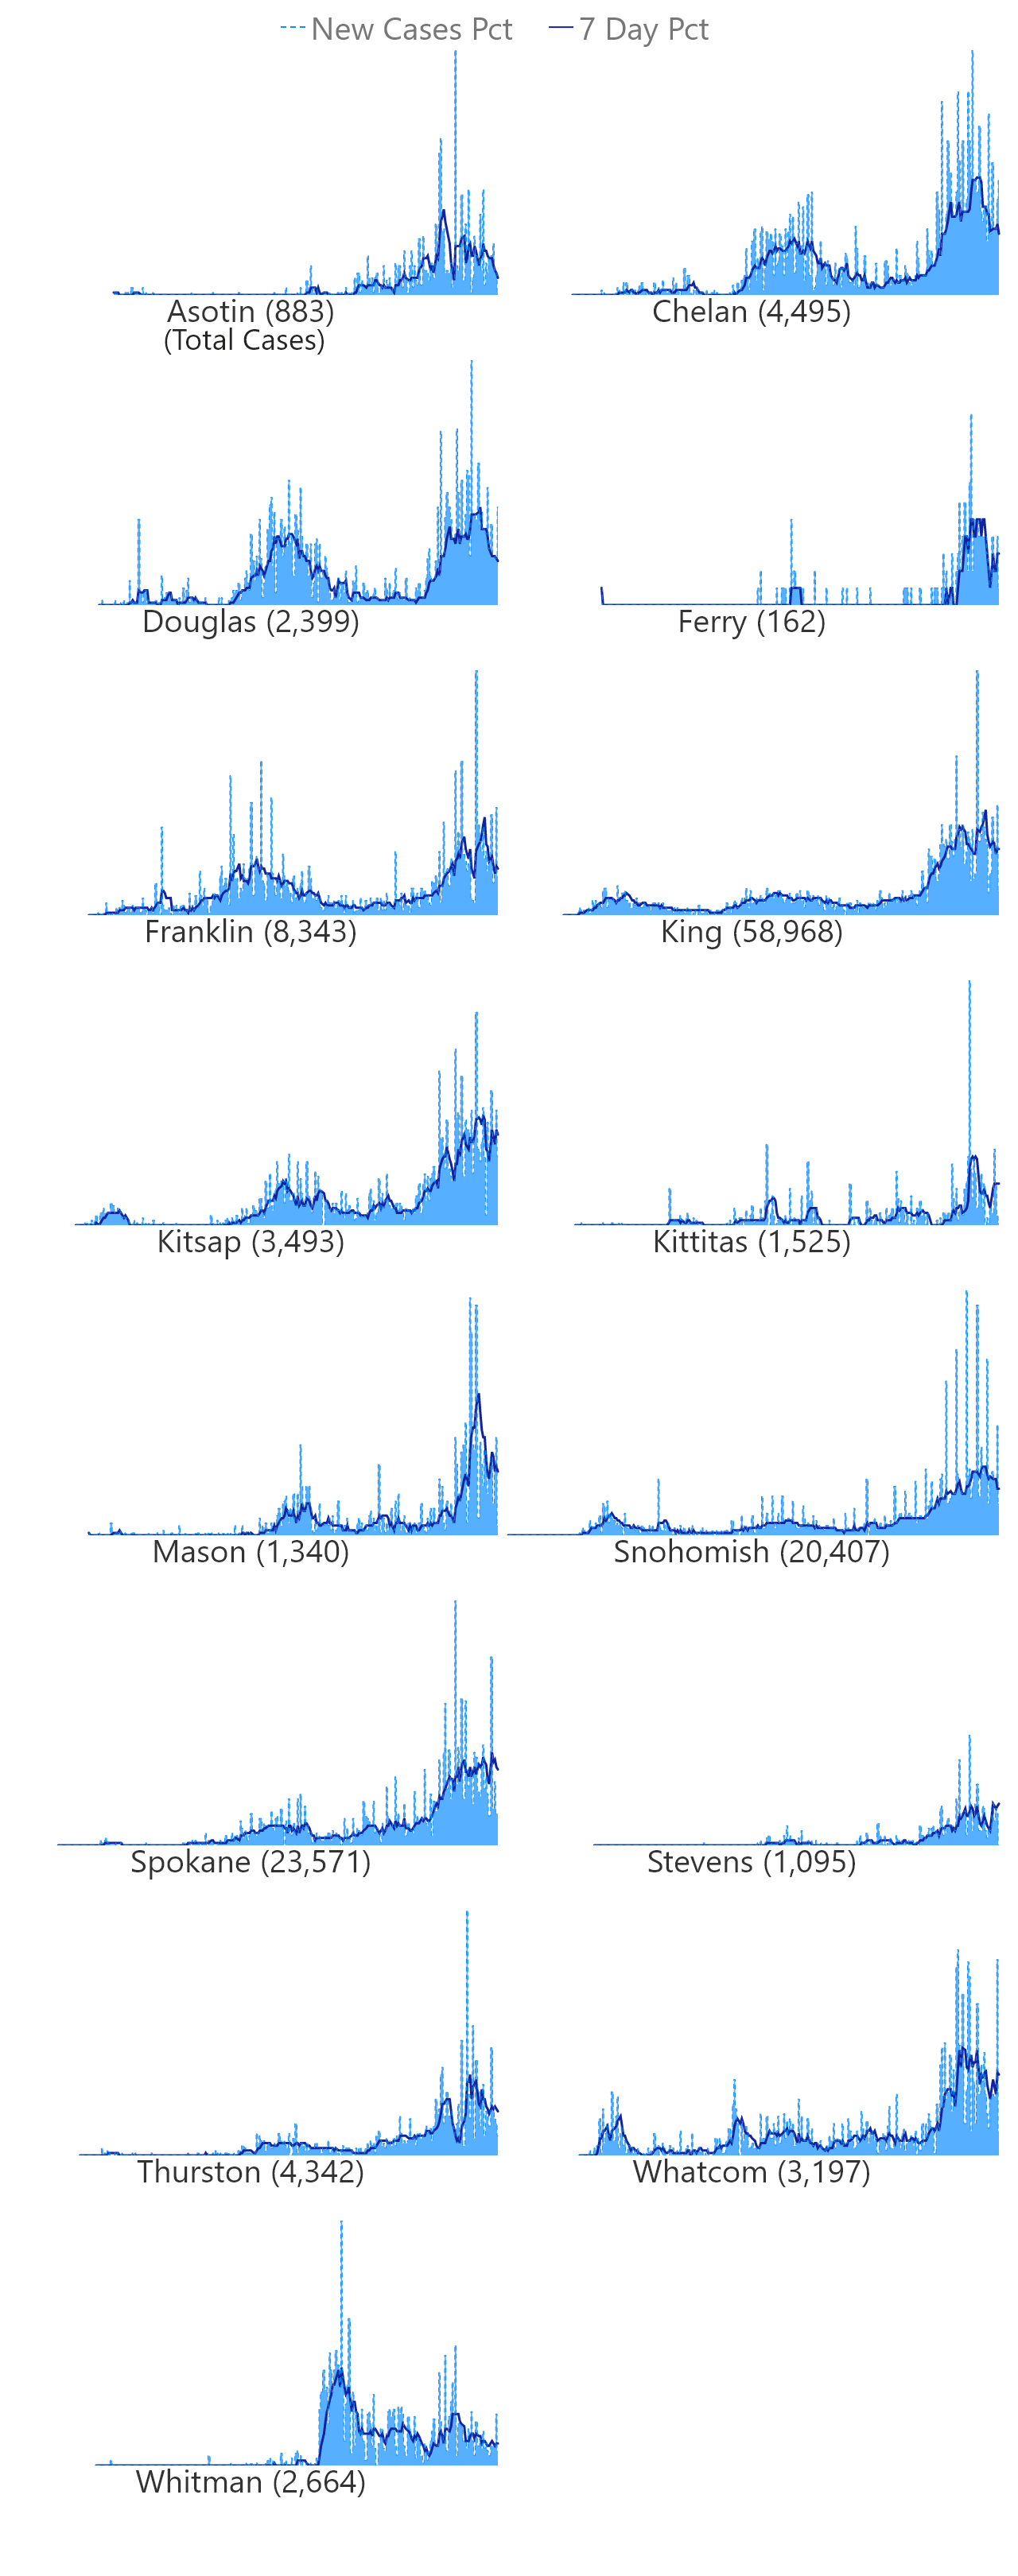 New Cases Pct 7 Day Pct
Asotin (883) Chelan (4,495)
(Total Cases)
Douglas (2,399) Ferry (162)
Franklin (8,343) King (58,968)
Kitsap (3,493) Kittitas (1,525)
Mason (1,340) Snohomish (20,407)
Spokane (23,571) Stevens (1,095)
Thurston (4,342) Whatcom (3,197)
Whitman (2,664)